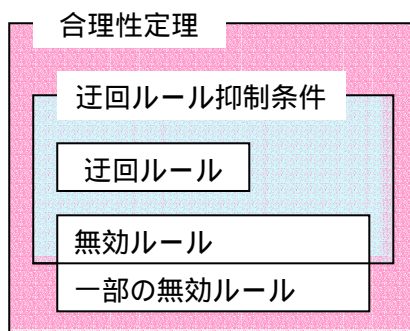 合理性定理
迂回ルール抑制条件
迂回ルール
無効ルール
一部の無効ルール